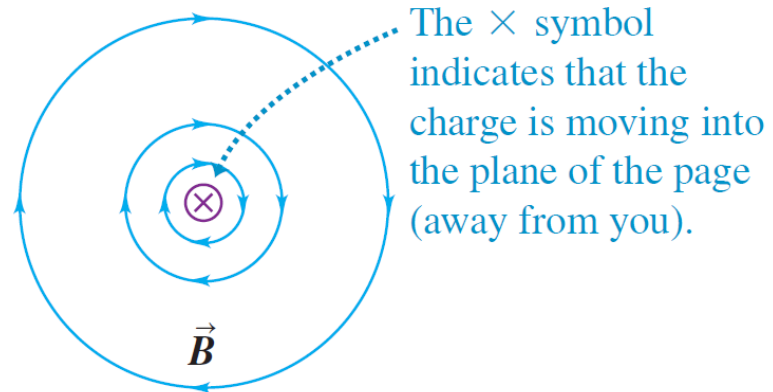 The × symbol
indicates that the
charge is moving into
the plane of the page
(away from you).
B⃗